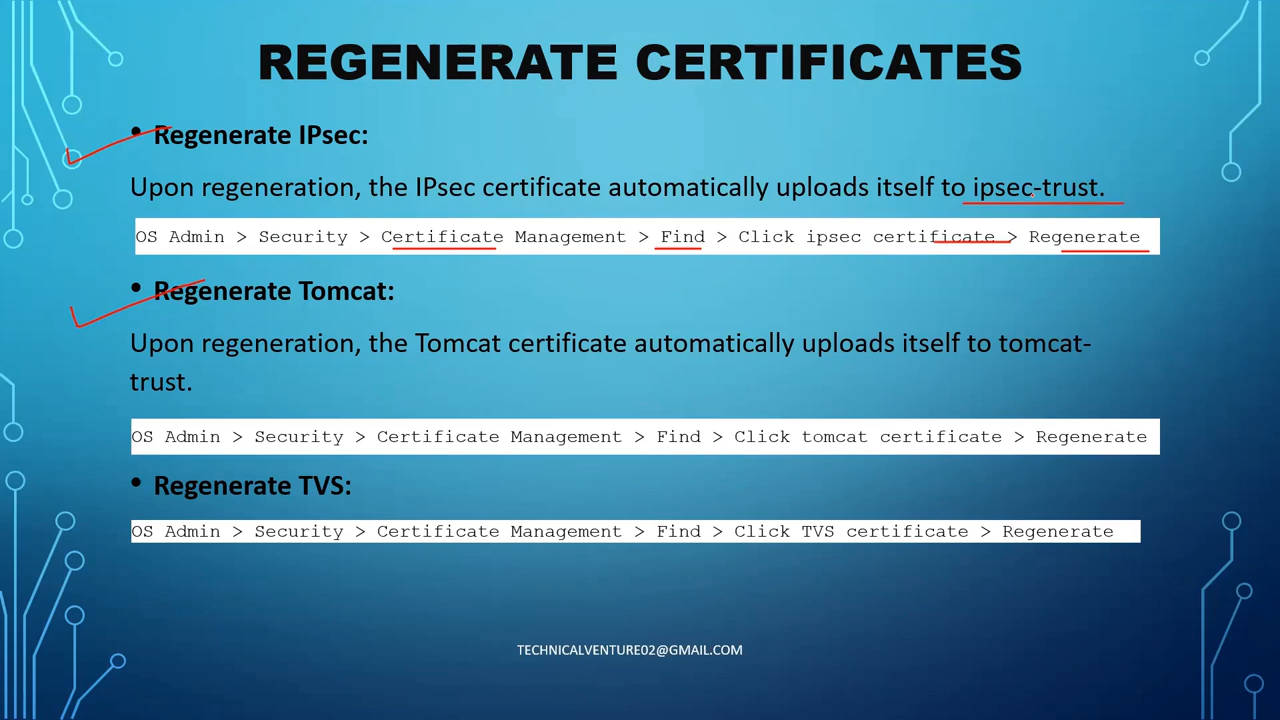 REGENERATE CERTIFICATES
• Regenerate IPsec:
Upon regeneration, the IPsec certificate automatically uploads itself to ipsec-trust.
OS Admin > Security > Certificate Management > Find > Click ipsec certificate > Regenerate
• Regenerate Tomcat:
Upon regeneration, the Tomcat certificate automatically uploads itself to tomcat-
trust.
OS Admin > Security > Certificate Management > Find > Click tomcat certificate > Regenerate
• Regenerate TVS:
OS Admin > Security > Certificate Management > Find > Click TVS certificate > Regenerate
TECHNICALVENTURE02@GMAIL.COM